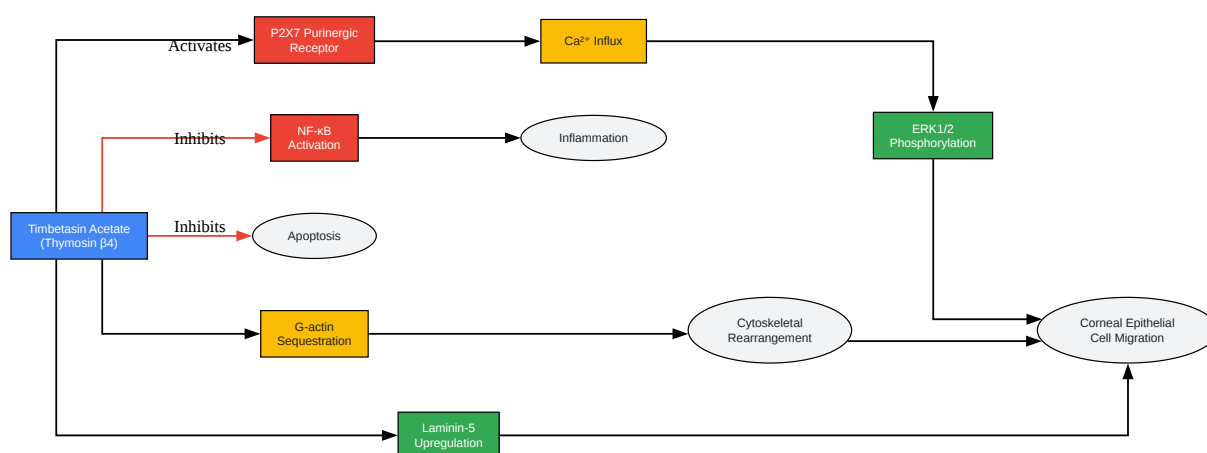 Activates
P2X7 Purinergic
Receptor
Ca²⁺ Influx
ERK1/2
Phosphorylation
Inhibits
NF-κB
Activation
Inflammation
Timbetasin Acetate
(Thymosin β4)
Inhibits
Apoptosis
G-actin
Sequestration
Cytoskeletal
Rearrangement
Corneal Epithelial
Cell Migration
Laminin-5
Upregulation